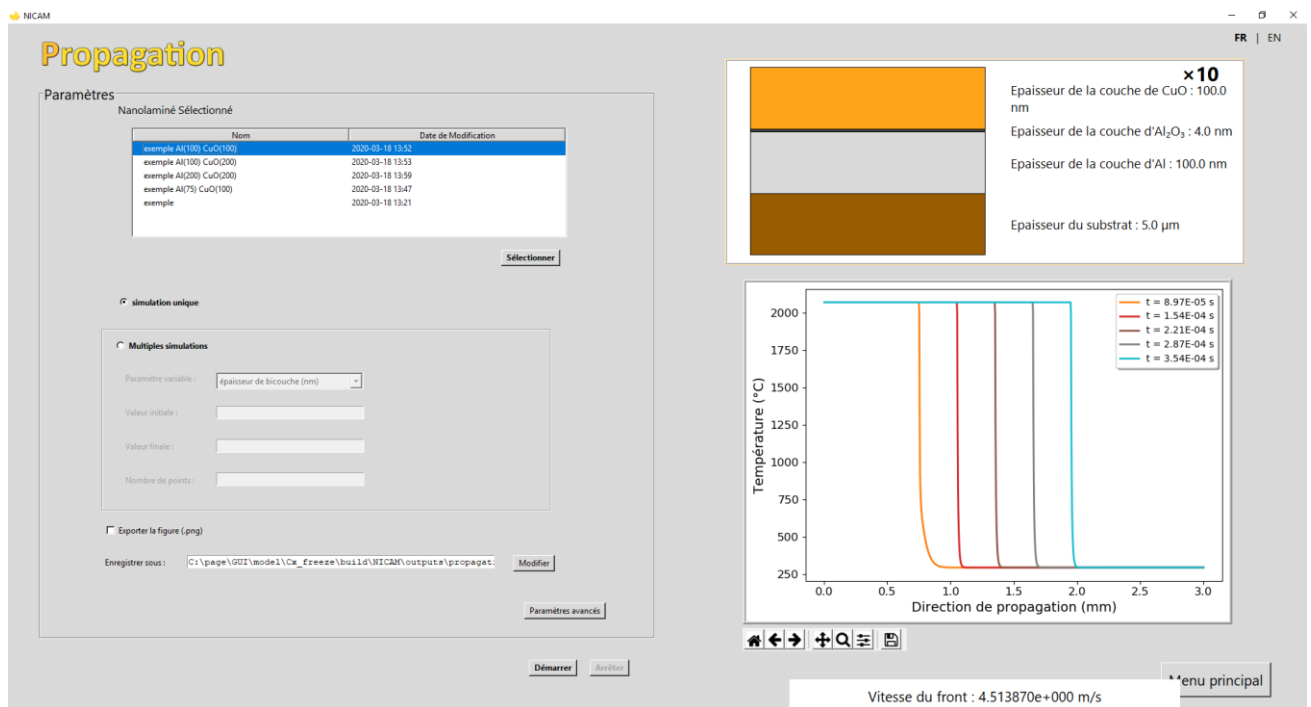 NICAM
FR | EN
Propagation
Paramètres
Nanolaminé Sélectionné
Nom Date de Modification
exemple Al(100) CuO(100) 2020-03-18 13:52
exemple Al(100) CuO(200) 2020-03-18 13:53
exemple Al(200) CuO(200) 2020-03-18 13:59
exemple Al(75) CuO(100) 2020-03-18 13:47
exemple 2020-03-18 13:21
Sélectionner
simulation unique
Multiples simulations
Paramètre variable :
épaisseur de bicouche (nm)
Valeur initiale :
Valeur finale :
Nombre de points :
Exporter la figure (.png)
Enregistrer sous : C:\page\GUI\model\Cx_freeze\build\NICAM\outputs\propagat: Modifier
Paramètres avancés
Démarrer Arrêter
×10
Epaisseur de la couche de CuO : 100.0
nm
Epaisseur de la couche d'Al₂O₃ : 4.0 nm
Epaisseur de la couche d'Al : 100.0 nm
Epaisseur du substrat : 5.0 µm
t = 8.97E-05 s
t = 1.54E-04 s
t = 2.21E-04 s
t = 2.87E-04 s
t = 3.54E-04 s
Température (°C)
2000
1750
1500
1250
1000
750
500
250
0.0 0.5 1.0 1.5 2.0 2.5 3.0
Direction de propagation (mm)
Menu principal
Vitesse du front : 4.513870e+000 m/s